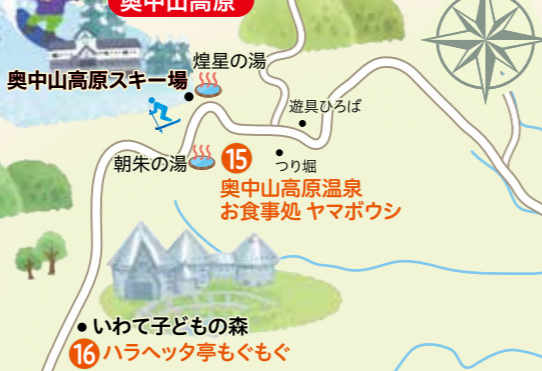 奥中山高原
煌星の湯
奥中山高原スキー場
遊具ひろば
朝朱の湯
15
つり堀
奥中山高原温泉
お食事処 ヤマボウシ
いわて子どもの森
16 ハラヘッタ亭もぐもぐ